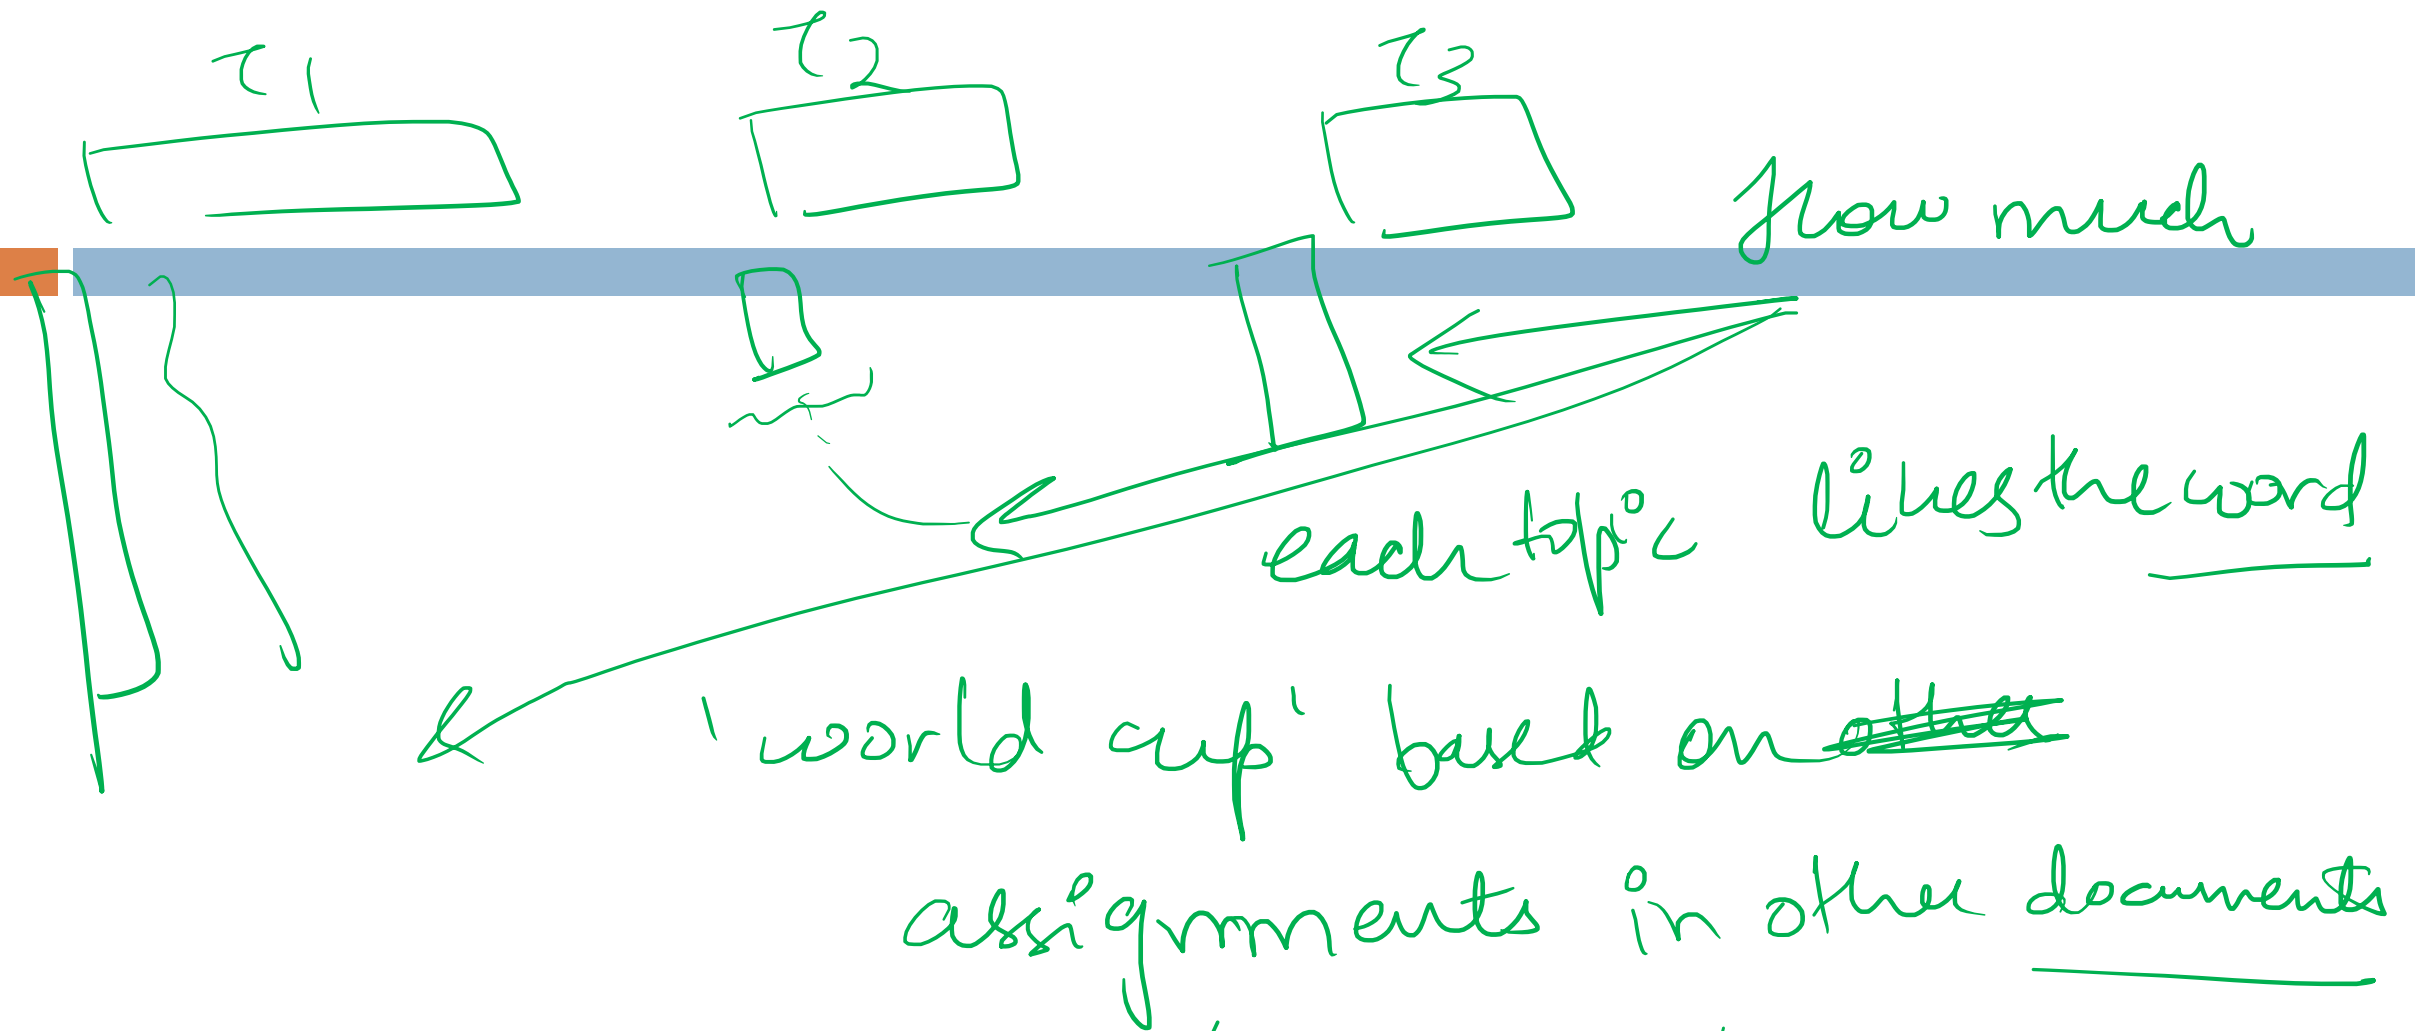 τ1 τ2 τ3
How much
each topic likes the word
'world cup' based on
assignments in other documents